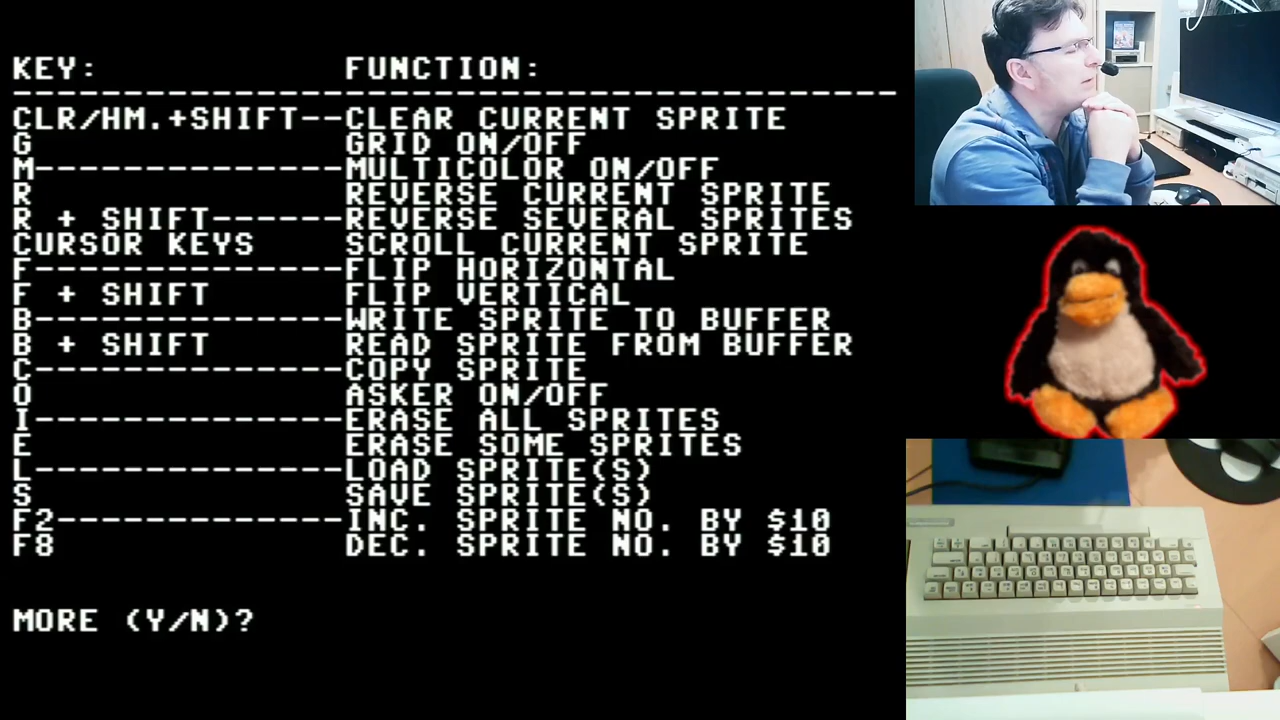 KEY: FUNCTION:
------------------------------------------
CLR/HM.+SHIFT--CLEAR CURRENT SPRITE
G GRID ON/OFF
M--------------MULTICOLOR ON/OFF
R REVERSE CURRENT SPRITE
R + SHIFT------REVERSE SEVERAL SPRITES
CURSOR KEYS SCROLL CURRENT SPRITE
F--------------FLIP HORIZONTAL
F + SHIFT FLIP VERTICAL
B--------------WRITE SPRITE TO BUFFER
B + SHIFT READ SPRITE FROM BUFFER
C--------------COPY SPRITE
O ASKER ON/OFF
I--------------ERASE ALL SPRITES
E ERASE SOME SPRITES
L--------------LOAD SPRITE(S)
S SAVE SPRITE(S)
F2-------------INC. SPRITE NO. BY $10
F8 DEC. SPRITE NO. BY $10
MORE (Y/N)?